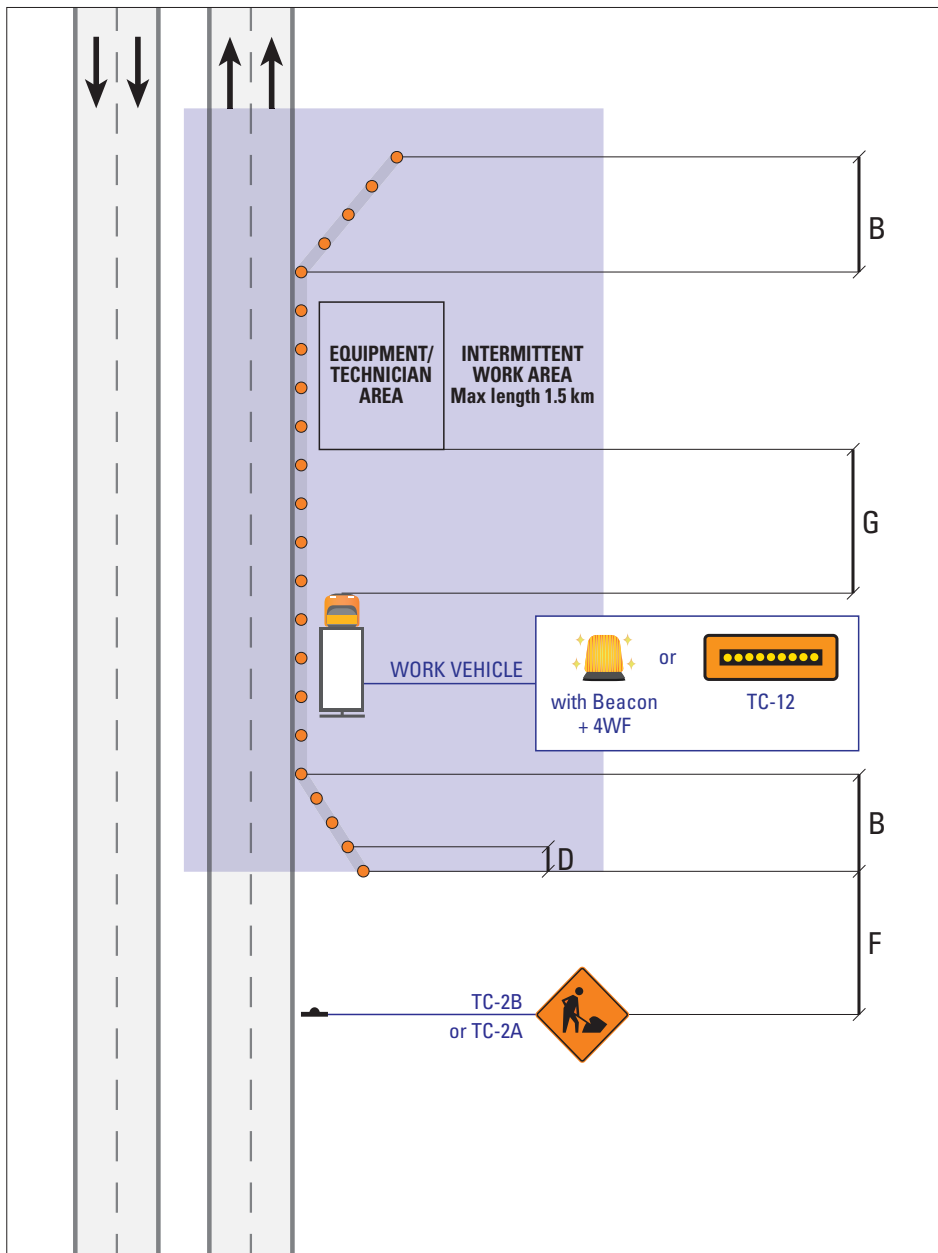 B
EQUIPMENT/
TECHNICIAN
AREA
INTERMITTENT
WORK AREA
Max length 1.5 km
G
WORK VEHICLE
with Beacon
+ 4WF
or
TC-12
B
D
F
TC-2B
or TC-2A